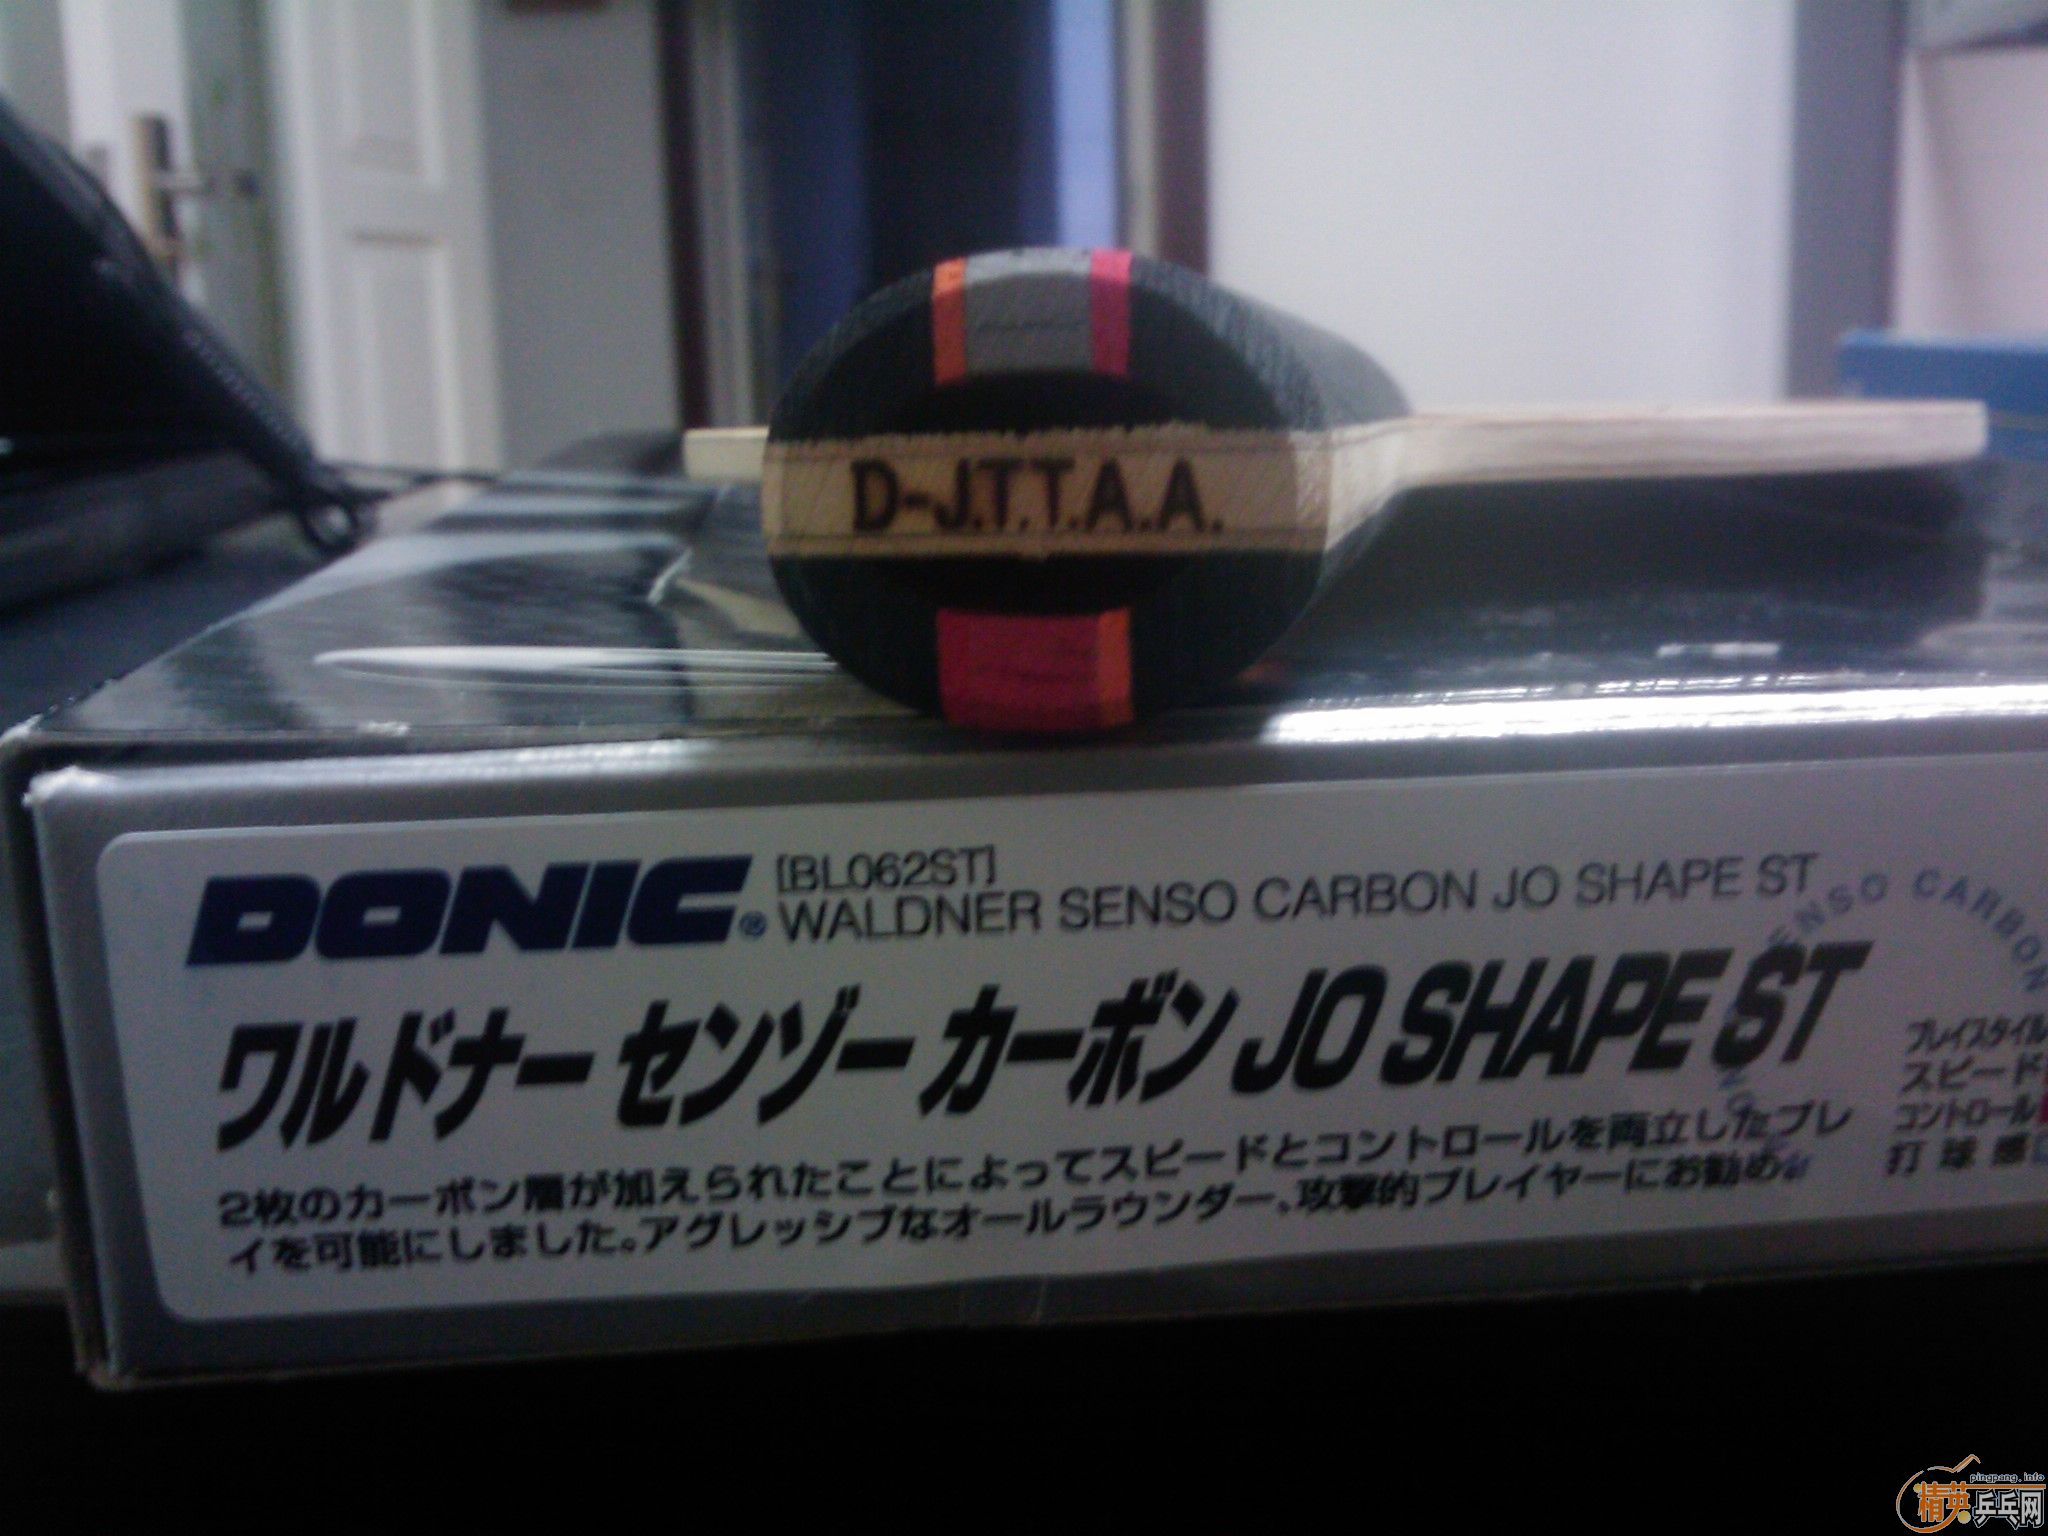 D-J.T.T.A.A.
DONIC® [BL062ST]
WALDNER SENSO CARBON JO SHAPE ST
SENSO CARBON
ワルドナー センゾー カーボン JO SHAPE ST
2枚のカーボン層が加えられたことによってスピードとコントロールを両立したプレ
イを可能にしました。アグレッシブなオールラウンダー、攻撃的プレイヤーにお勧め。
プレイスタイル
スピード
コントロール
打球感
pingpang.info
精英乒乓网